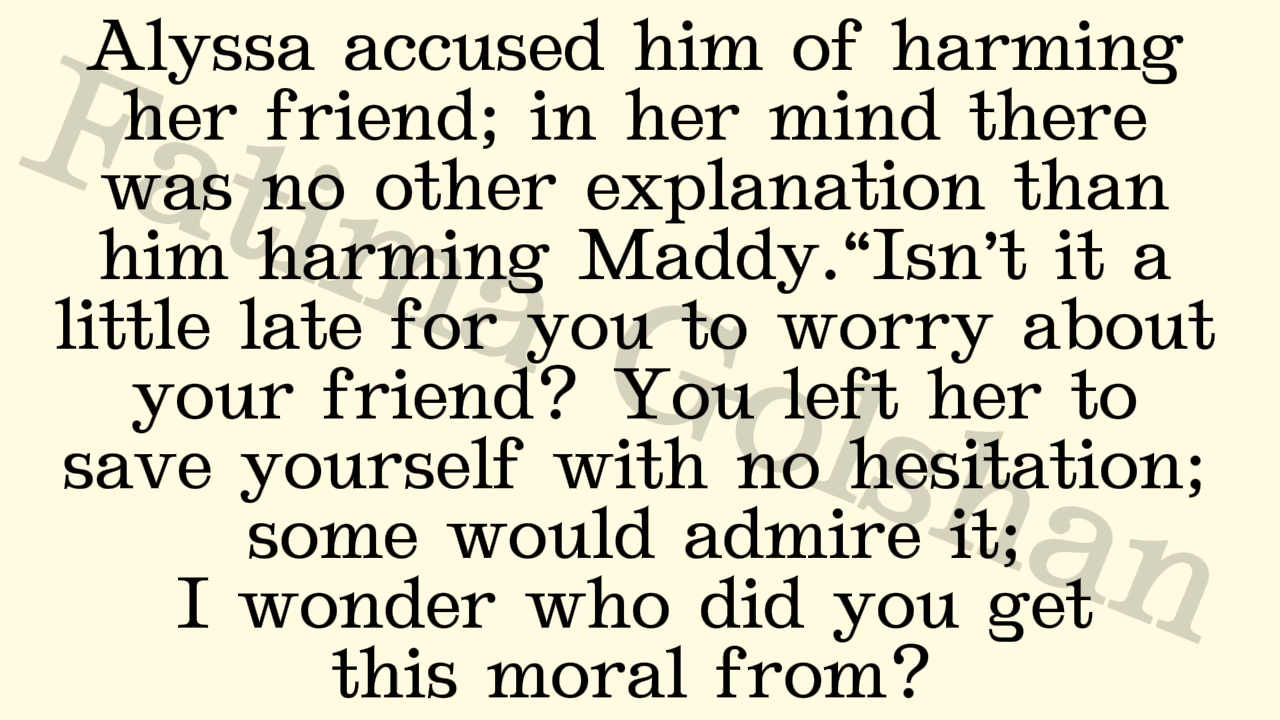 Alyssa accused him of harming
her friend; in her mind there
was no other explanation than
him harming Maddy.“Isn’t it a
little late for you to worry about
your friend? You left her to
save yourself with no hesitation;
some would admire it;
I wonder who did you get
this moral from?
Fatima Golshan